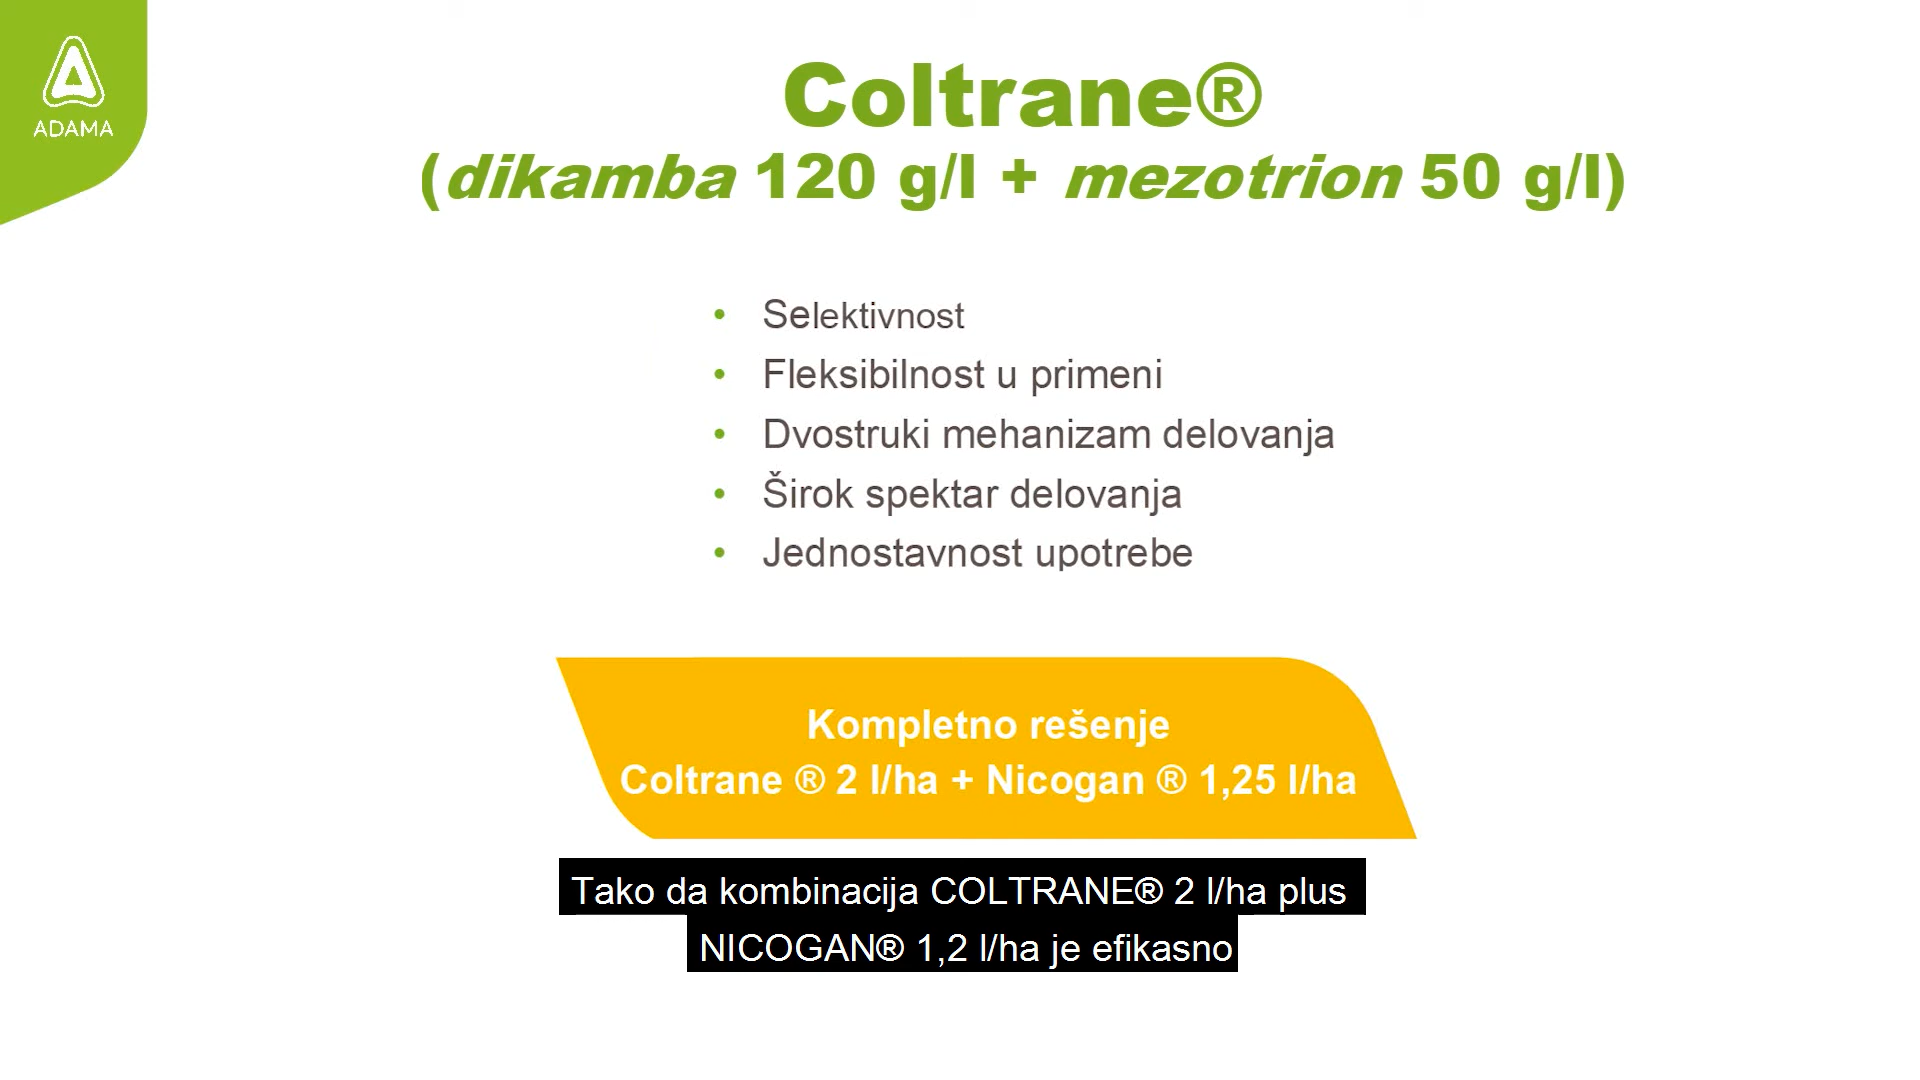 ADAMA
Coltrane®
(dikamba 120 g/l + mezotrion 50 g/l)
• Selektivnost
• Fleksibilnost u primeni
• Dvostruki mehanizam delovanja
• Širok spektar delovanja
• Jednostavnost upotrebe
Kompletno rešenje
Coltrane ® 2 l/ha + Nicogan ® 1,25 l/ha
Tako da kombinacija COLTRANE® 2 l/ha plus
NICOGAN® 1,2 l/ha je efikasno